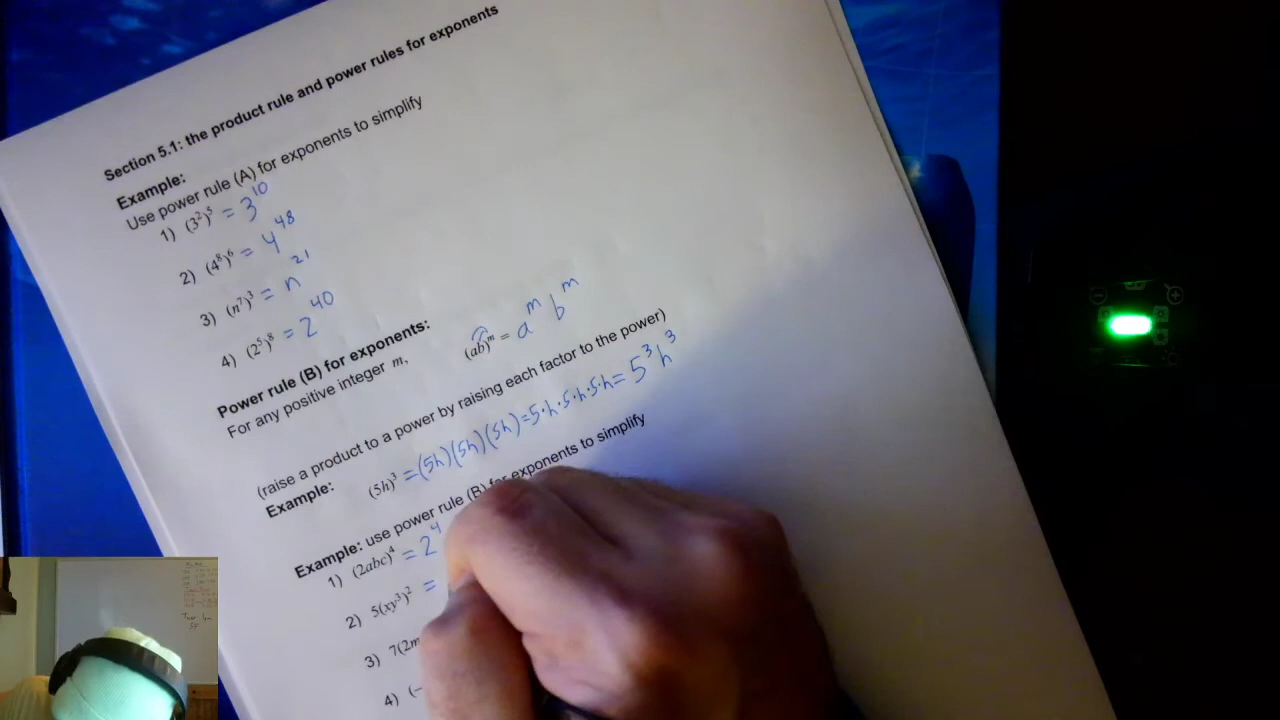 Section 5.1: the product rule and power rules for exponents
Example:
Use power rule (A) for exponents to simplify
1) (3²)⁵ = 3¹⁰
2) (4⁸)⁶ = 4⁴⁸
3) (n⁷)³ = n²¹
4) (2⁵)⁸ = 2⁴⁰
Power rule (B) for exponents:
For any positive integer m, (ab)ᵐ = aᵐ bᵐ
(raise a product to a power by raising each factor to the power)
Example: (5h)³ = (5h)(5h)(5h) = 5·h·5·h·5·h = 5³h³
Example: use power rule (B) for exponents to simplify
1) (2abc)⁴ = 2⁴
2) 5(xy³)² =
3) 7(2m
4) (-